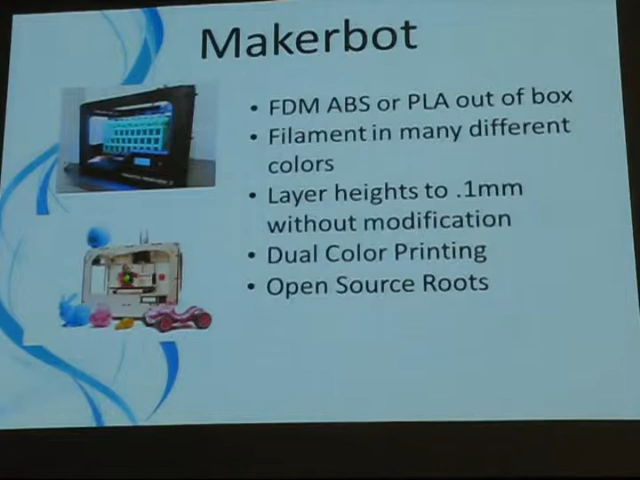 Makerbot
• FDM ABS or PLA out of box
• Filament in many different
colors
• Layer heights to .1mm
without modification
• Dual Color Printing
• Open Source Roots